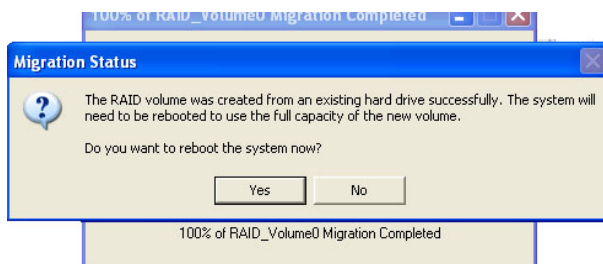 100% of RAID_Volume0 Migration Completed
Migration Status
The RAID volume was created from an existing hard drive successfully. The system will
need to be rebooted to use the full capacity of the new volume.
Do you want to reboot the system now?
Yes No
100% of RAID_Volume0 Migration Completed